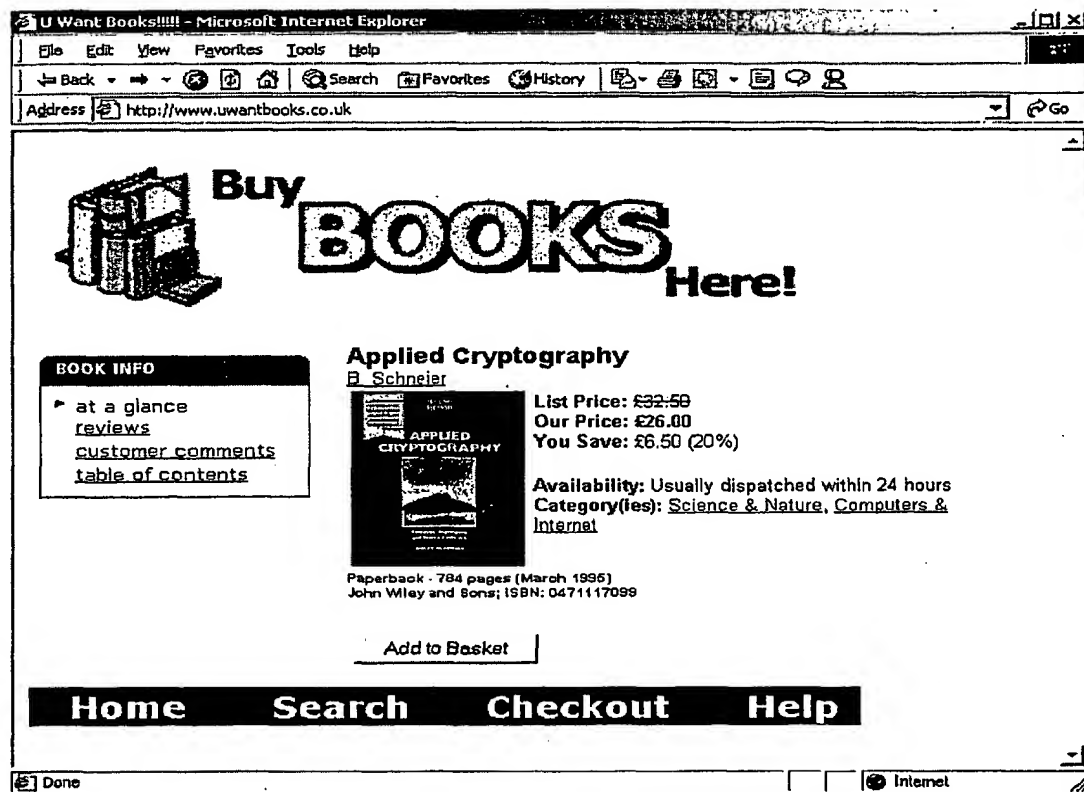 U Want Books!!!!! - Microsoft Internet Explorer
File Edit View Favorites Tools Help
Back Search Favorites History
Address http://www.uwantbooks.co.uk Go
Buy
BOOKS
Here!
BOOK INFO
at a glance
reviews
customer comments
table of contents
Applied Cryptography
B Schneier
APPLIED
CRYPTOGRAPHY
List Price: £32.50
Our Price: £26.00
You Save: £6.50 (20%)
Availability: Usually dispatched within 24 hours
Category(ies): Science & Nature, Computers &
Internet
Paperback - 784 pages (March 1995)
John Wiley and Sons; ISBN: 0471117099
Add to Basket
Home Search Checkout Help
Done Internet